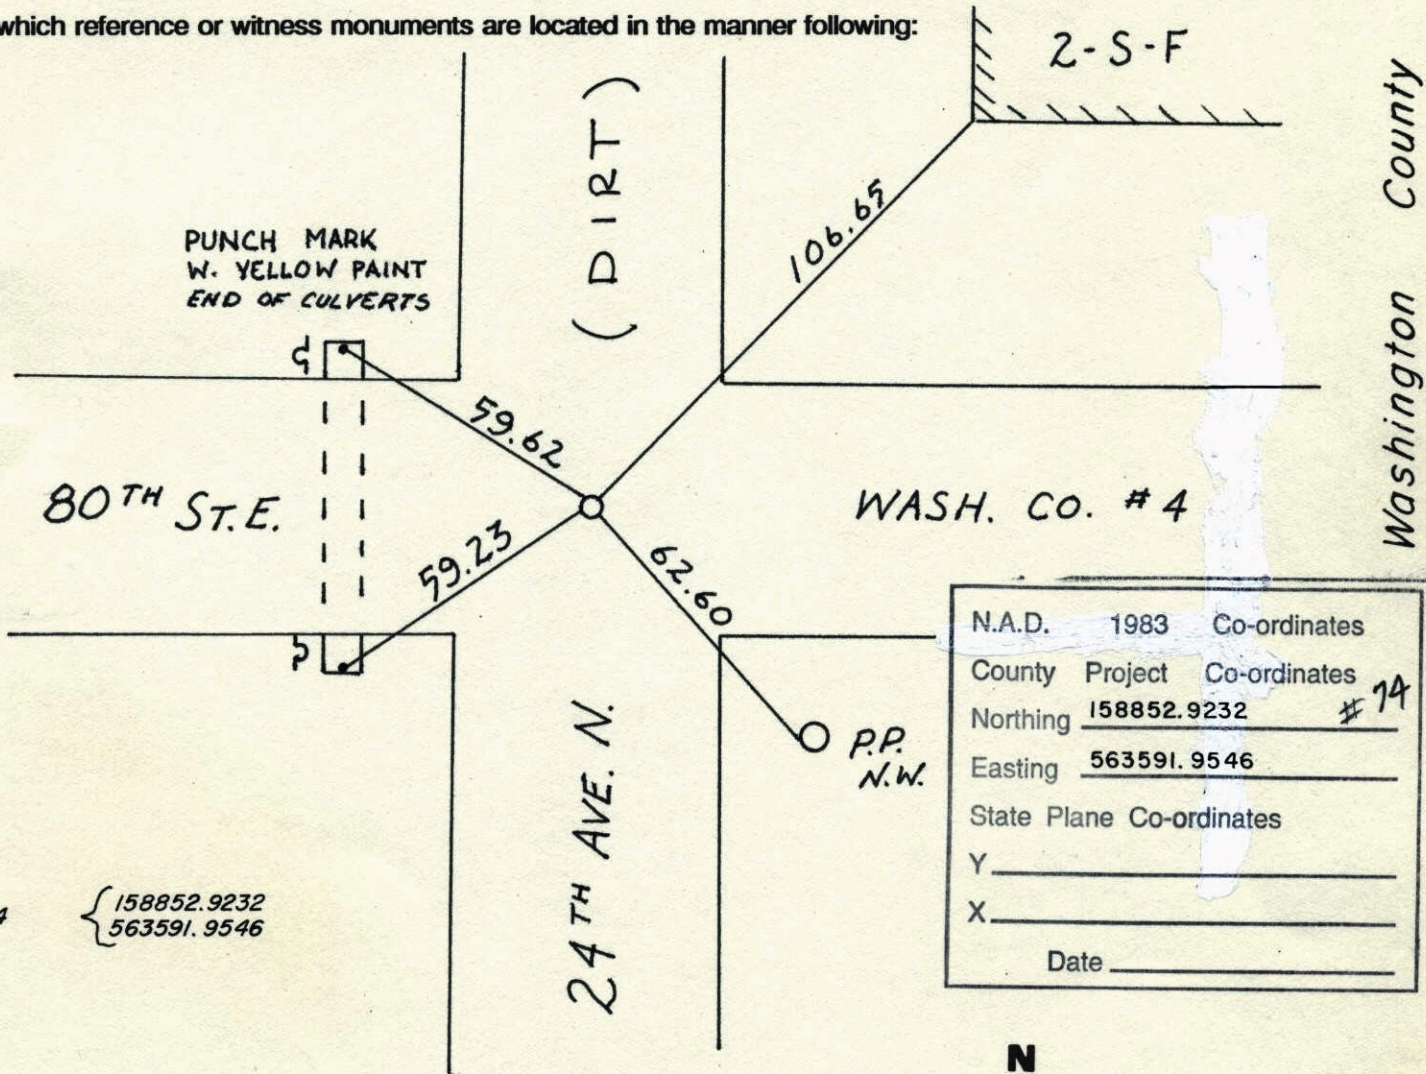 which reference or witness monuments are located in the manner following:
2-S-F
Washington County
( DIRT )
106.65
PUNCH MARK
W. YELLOW PAINT
END OF CULVERTS
59.62
80TH ST. E.
WASH. CO. #4
59.23
62.60
P.P.
N.W.
24TH AVE. N.
N.A.D. 1983 Co-ordinates
County Project Co-ordinates
#74
Northing 158852.9232
Easting 563591.9546
State Plane Co-ordinates
Y
X
Date
4
158852.9232
563591.9546
N